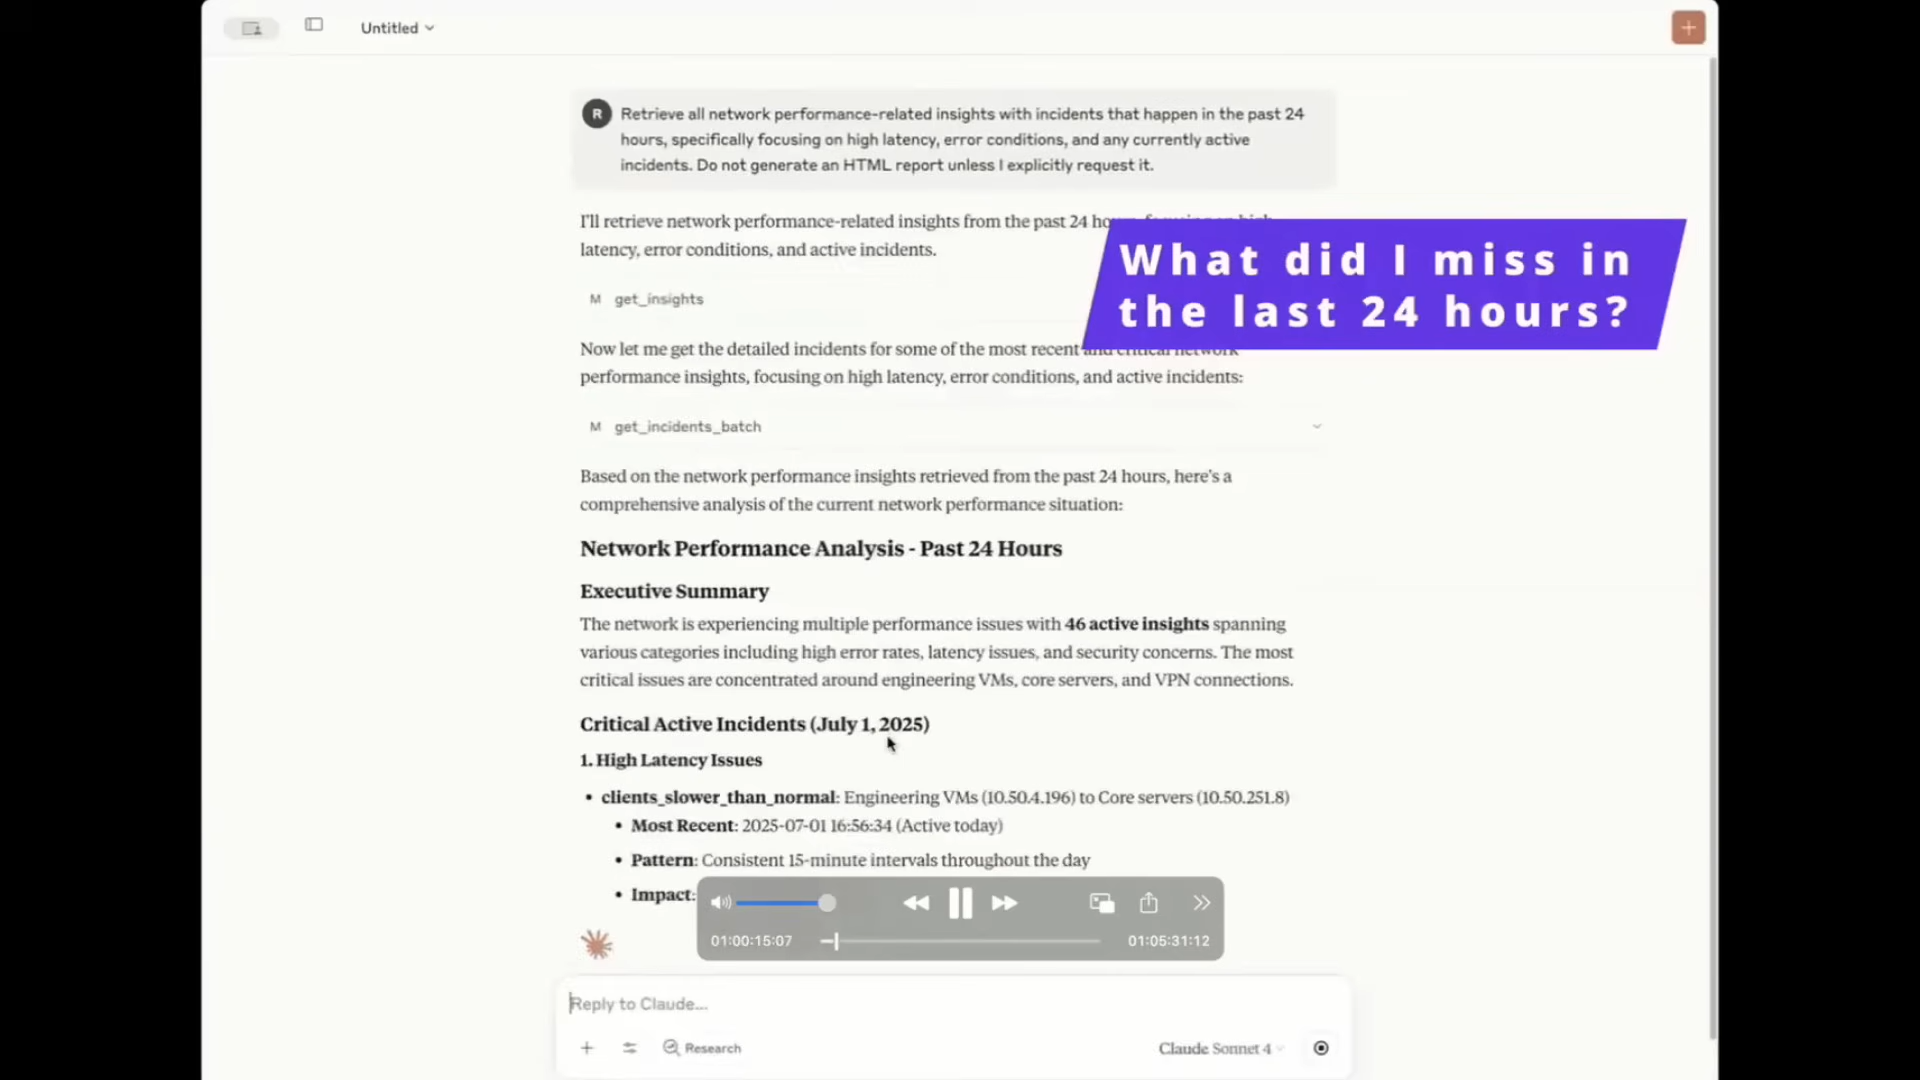 Untitled
R
Retrieve all network performance-related insights with incidents that happen in the past 24
hours, specifically focusing on high latency, error conditions, and any currently active
incidents. Do not generate an HTML report unless I explicitly request it.
I'll retrieve network performance-related insights from the past 24 hours, focusing on high
latency, error conditions, and active incidents.
What did I miss in
the last 24 hours?
M get_insights
Now let me get the detailed incidents for some of the most recent and critical network
performance insights, focusing on high latency, error conditions, and active incidents:
M get_incidents_batch
Based on the network performance insights retrieved from the past 24 hours, here's a
comprehensive analysis of the current network performance situation:
Network Performance Analysis - Past 24 Hours
Executive Summary
The network is experiencing multiple performance issues with 46 active insights spanning
various categories including high error rates, latency issues, and security concerns. The most
critical issues are concentrated around engineering VMs, core servers, and VPN connections.
Critical Active Incidents (July 1, 2025)
1. High Latency Issues
• clients_slower_than_normal: Engineering VMs (10.50.4.196) to Core servers (10.50.251.8)
• Most Recent: 2025-07-01 16:56:34 (Active today)
• Pattern: Consistent 15-minute intervals throughout the day
• Impact:
01:00:15:07
01:05:31:12
Reply to Claude...
Research
Claude Sonnet 4